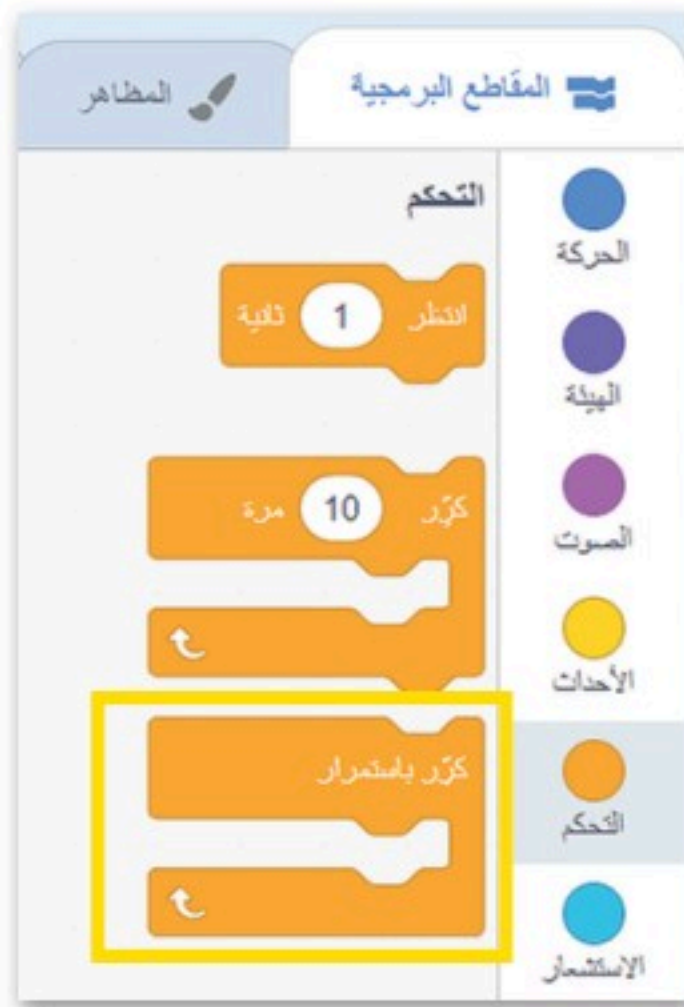 المقاطع البرمجية
المظاهر
الحركة
الهيئة
الصوت
الأحداث
التحكم
الاستشعار
التحكم
انتظر 1 ثانية
كرّر 10 مرة
كرّر باستمرار